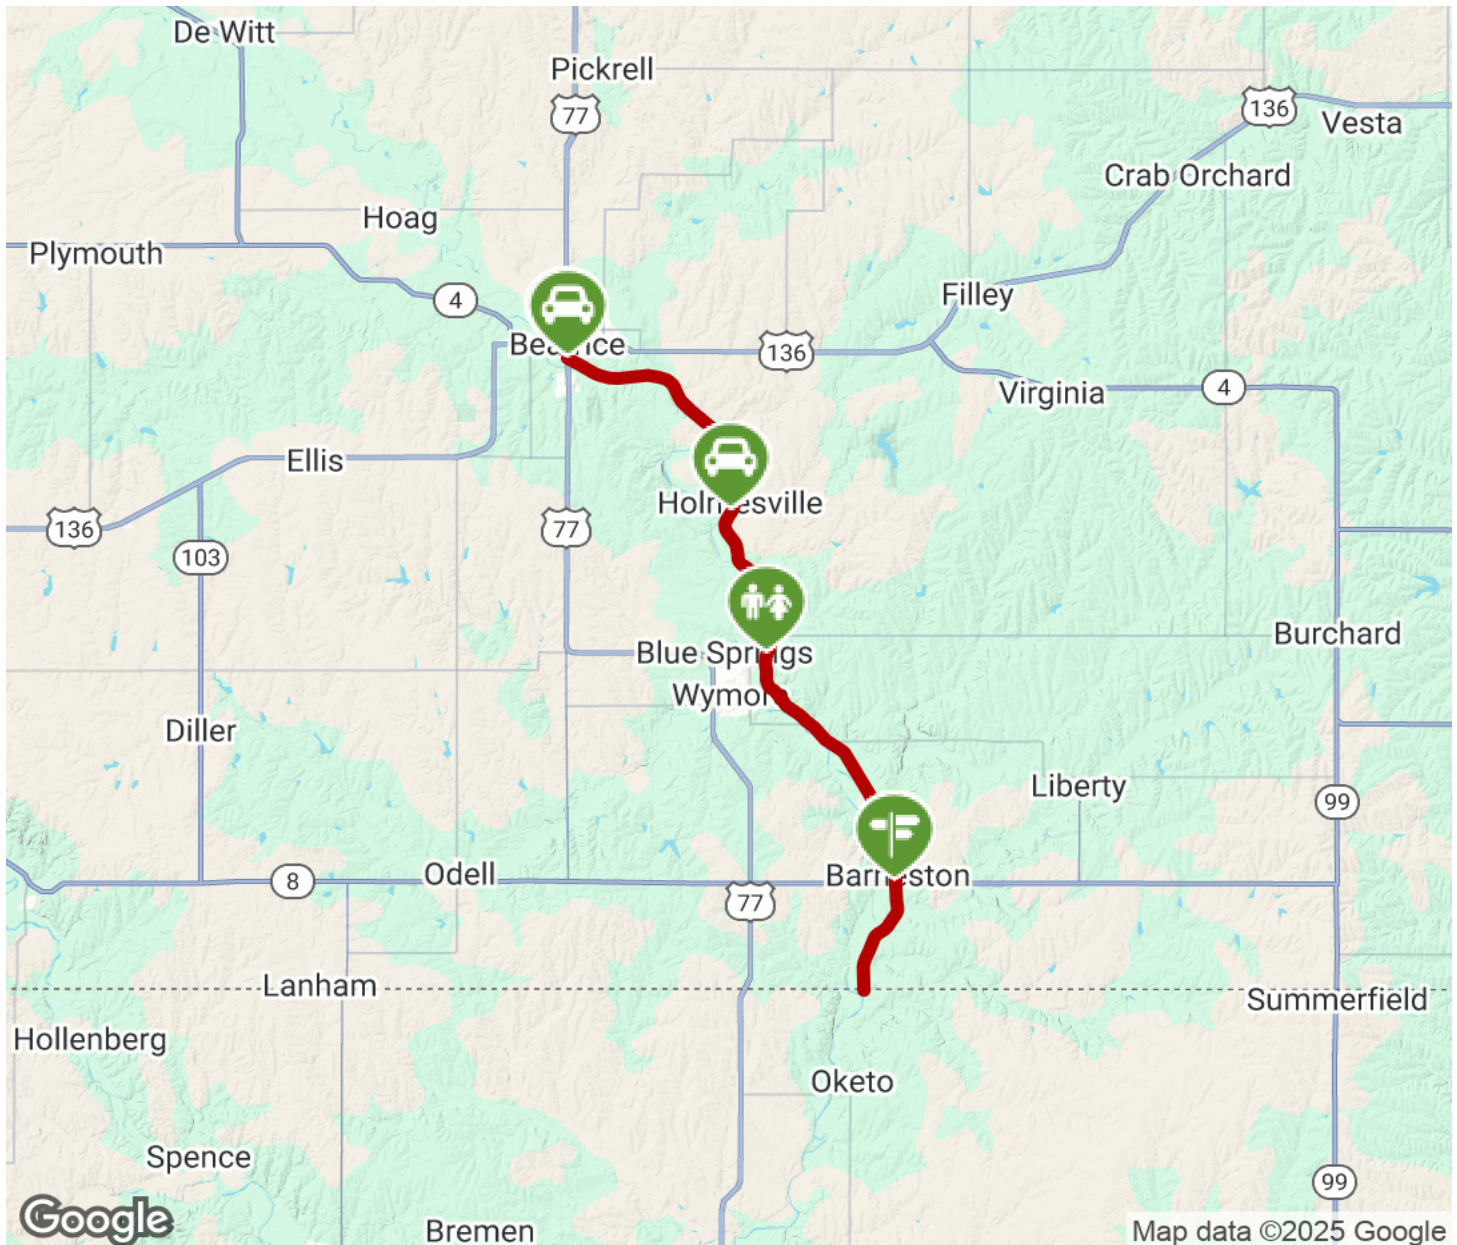 De Witt
Pickrell
77
136
Vesta
Crab Orchard
Hoag
Plymouth
4
Filley
Beatrice
136
Virginia
4
Ellis
Holmesville
136
77
103
Burchard
Blue Springs
Wymore
Diller
Liberty
99
Odell
8
Barneston
77
Lanham
Summerfield
Hollenberg
Oketo
Spence
99
Google
Bremen
Map data ©2025 Google